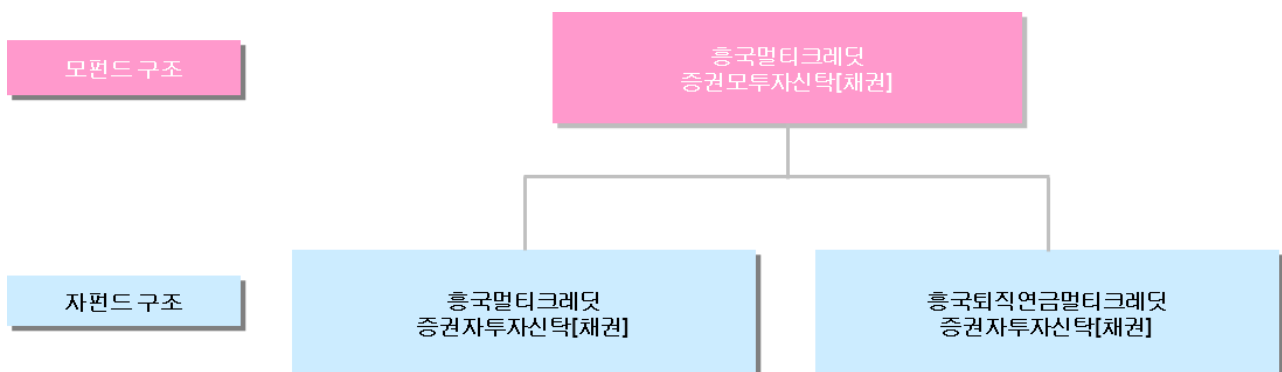 모펀드 구조
흥국멀티크레딧
증권모투자신탁[채권]
자펀드 구조
흥국멀티크레딧
증권자투자신탁[채권]
흥국퇴직연금멀티크레딧
증권자투자신탁[채권]